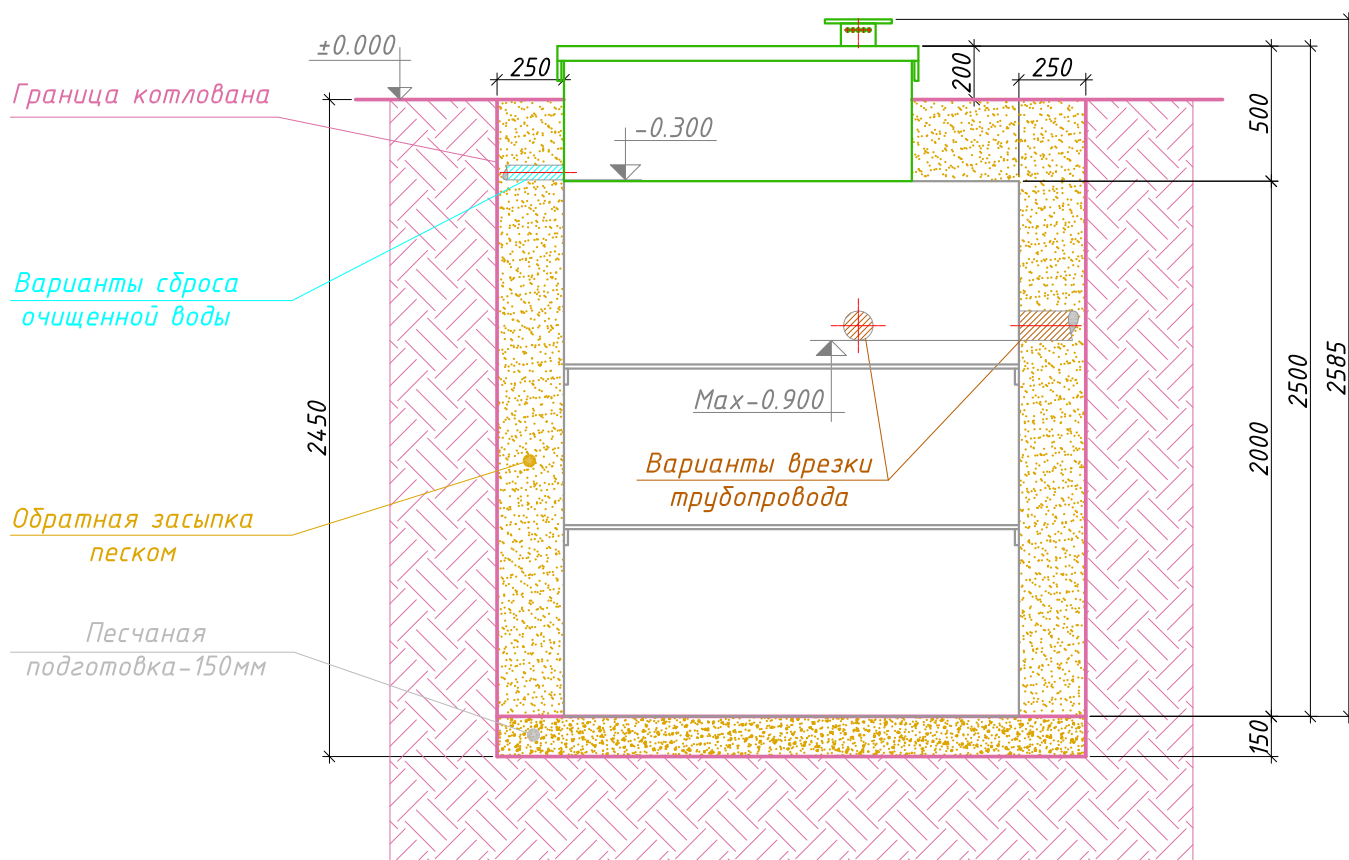 ±0.000
250
200
250
Граница котлована
500
-0.300
Варианты сброса
очищенной воды
2585
2500
Max-0.900
2450
2000
Варианты врезки
трубопровода
Обратная засыпка
песком
Песчаная
подготовка-150мм
150